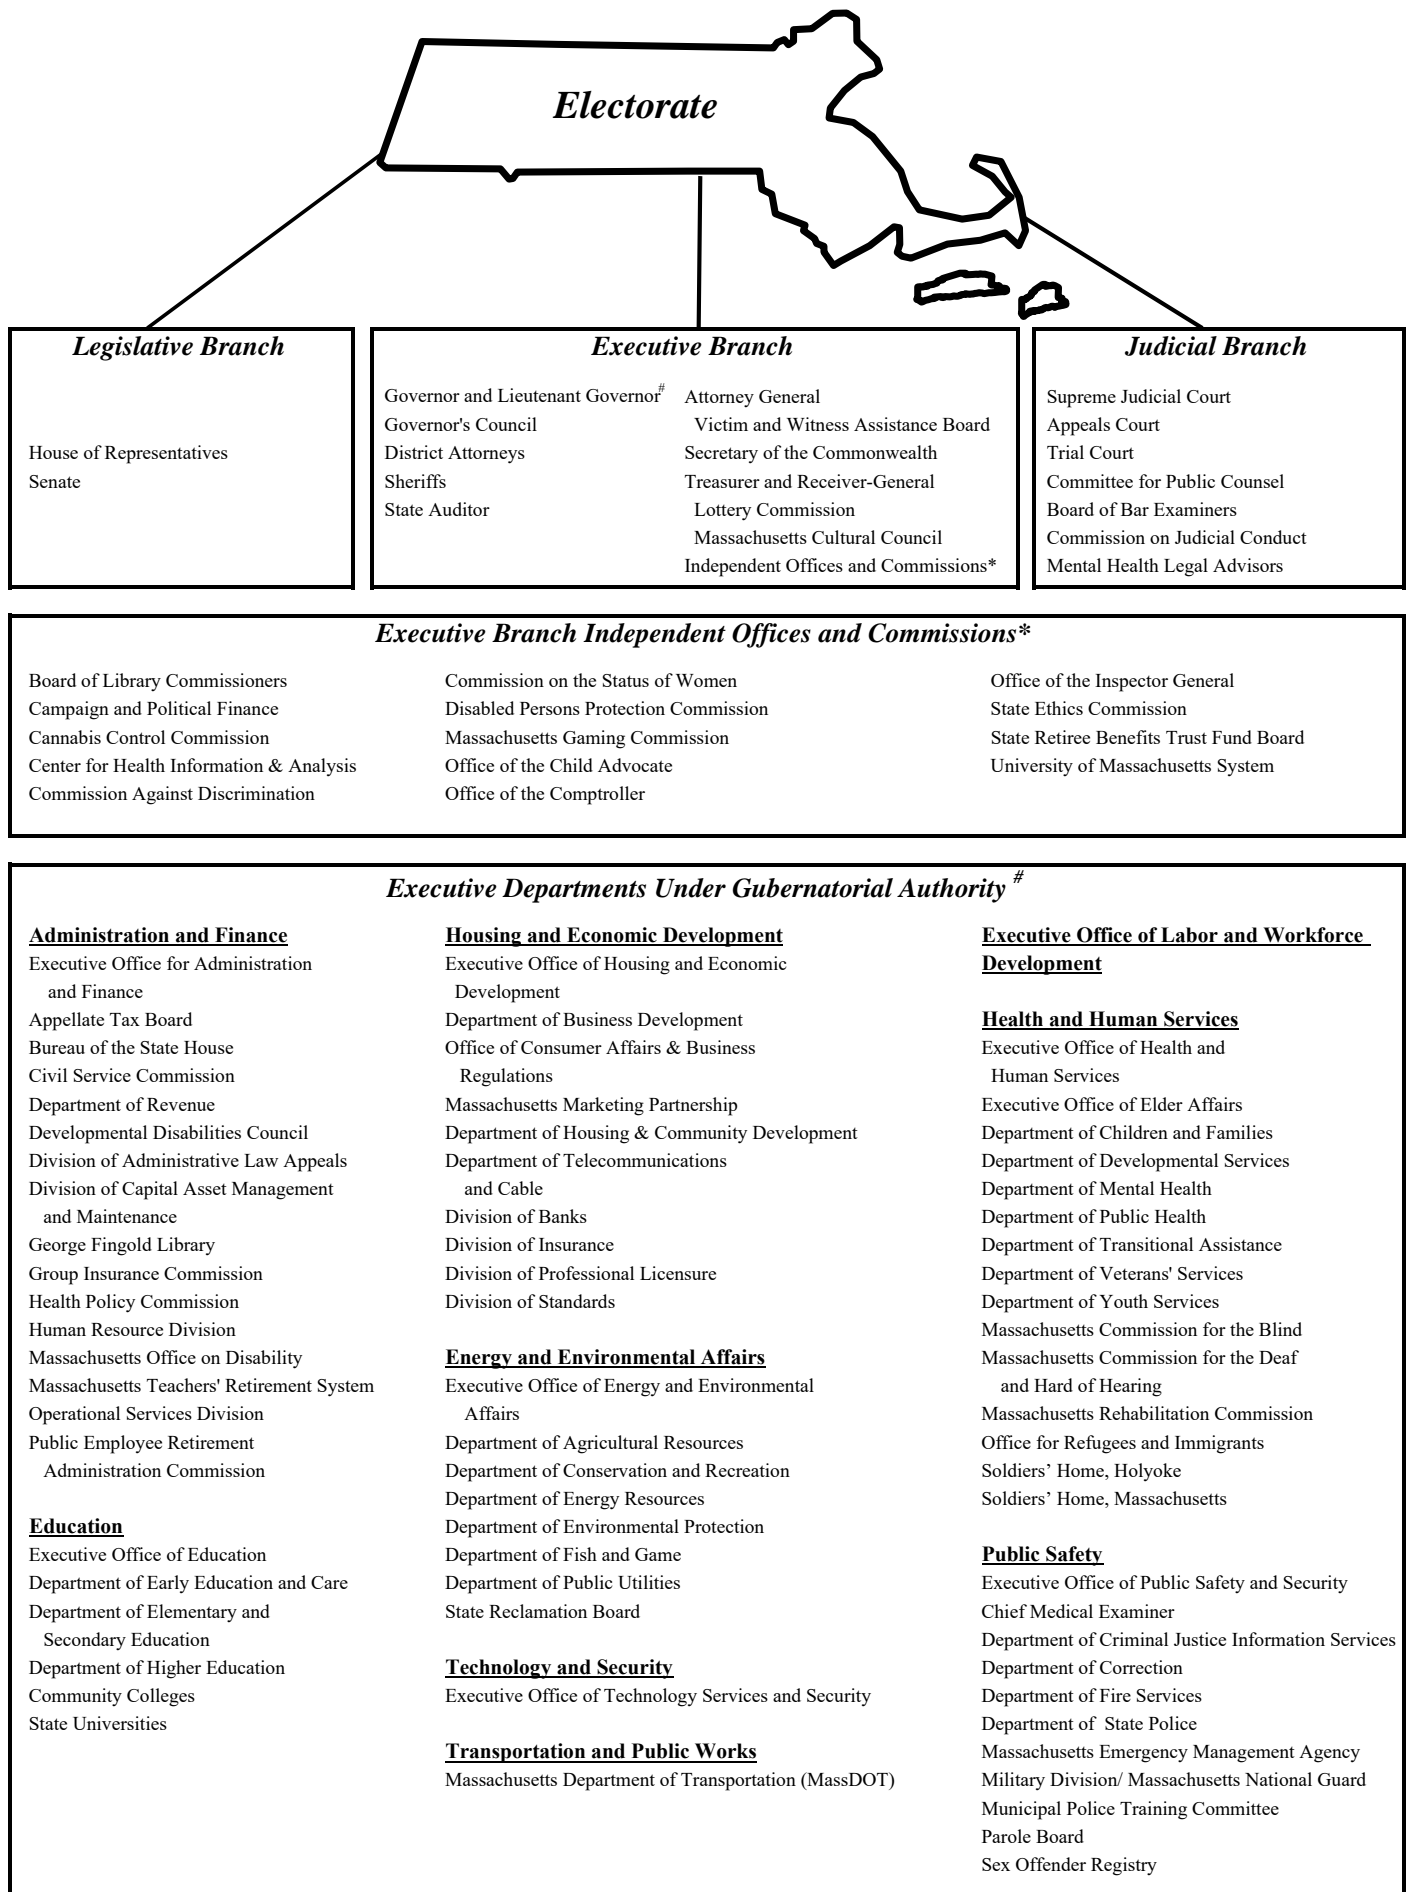 Electorate
Legislative Branch
House of Representatives
Senate
Executive Branch
Governor and Lieutenant Governor#
Governor's Council
District Attorneys
Sheriffs
State Auditor
Attorney General
Victim and Witness Assistance Board
Secretary of the Commonwealth
Treasurer and Receiver-General
Lottery Commission
Massachusetts Cultural Council
Independent Offices and Commissions*
Judicial Branch
Supreme Judicial Court
Appeals Court
Trial Court
Committee for Public Counsel
Board of Bar Examiners
Commission on Judicial Conduct
Mental Health Legal Advisors
Executive Branch Independent Offices and Commissions*
Board of Library Commissioners
Campaign and Political Finance
Cannabis Control Commission
Center for Health Information & Analysis
Commission Against Discrimination
Commission on the Status of Women
Disabled Persons Protection Commission
Massachusetts Gaming Commission
Office of the Child Advocate
Office of the Comptroller
Office of the Inspector General
State Ethics Commission
State Retiree Benefits Trust Fund Board
University of Massachusetts System
Executive Departments Under Gubernatorial Authority #
Administration and Finance
Executive Office for Administration
and Finance
Appellate Tax Board
Bureau of the State House
Civil Service Commission
Department of Revenue
Developmental Disabilities Council
Division of Administrative Law Appeals
Division of Capital Asset Management
and Maintenance
George Fingold Library
Group Insurance Commission
Health Policy Commission
Human Resource Division
Massachusetts Office on Disability
Massachusetts Teachers' Retirement System
Operational Services Division
Public Employee Retirement
Administration Commission
Education
Executive Office of Education
Department of Early Education and Care
Department of Elementary and
Secondary Education
Department of Higher Education
Community Colleges
State Universities
Housing and Economic Development
Executive Office of Housing and Economic
Development
Department of Business Development
Office of Consumer Affairs & Business
Regulations
Massachusetts Marketing Partnership
Department of Housing & Community Development
Department of Telecommunications
and Cable
Division of Banks
Division of Insurance
Division of Professional Licensure
Division of Standards
Energy and Environmental Affairs
Executive Office of Energy and Environmental
Affairs
Department of Agricultural Resources
Department of Conservation and Recreation
Department of Energy Resources
Department of Environmental Protection
Department of Fish and Game
Department of Public Utilities
State Reclamation Board
Technology and Security
Executive Office of Technology Services and Security
Transportation and Public Works
Massachusetts Department of Transportation (MassDOT)
Executive Office of Labor and Workforce
Development
Health and Human Services
Executive Office of Health and
Human Services
Executive Office of Elder Affairs
Department of Children and Families
Department of Developmental Services
Department of Mental Health
Department of Public Health
Department of Transitional Assistance
Department of Veterans' Services
Department of Youth Services
Massachusetts Commission for the Blind
Massachusetts Commission for the Deaf
and Hard of Hearing
Massachusetts Rehabilitation Commission
Office for Refugees and Immigrants
Soldiers’ Home, Holyoke
Soldiers’ Home, Massachusetts
Public Safety
Executive Office of Public Safety and Security
Chief Medical Examiner
Department of Criminal Justice Information Services
Department of Correction
Department of Fire Services
Department of State Police
Massachusetts Emergency Management Agency
Military Division/ Massachusetts National Guard
Municipal Police Training Committee
Parole Board
Sex Offender Registry